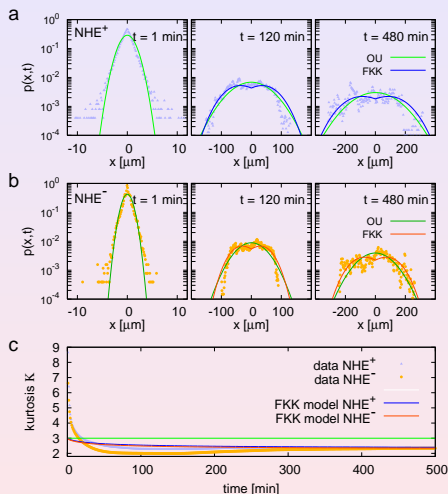 a
NHE+
t = 1 min
t = 120 min
t = 480 min
OU
FKK
p(x,t)
10^0
10^-1
10^-2
10^-3
10^-4
-10 0 10
-100 0 100
-200 0 200
x [μm]
x [μm]
x [μm]
b
NHE-
t = 1 min
t = 120 min
t = 480 min
OU
FKK
p(x,t)
10^0
10^-1
10^-2
10^-3
10^-4
-10 0 10
-100 0 100
-200 0 200
x [μm]
x [μm]
x [μm]
c
data NHE+
data NHE-
FKK model NHE+
FKK model NHE-
kurtosis K
9
8
7
6
5
4
3
2
0 100 200 300 400 500
time [min]